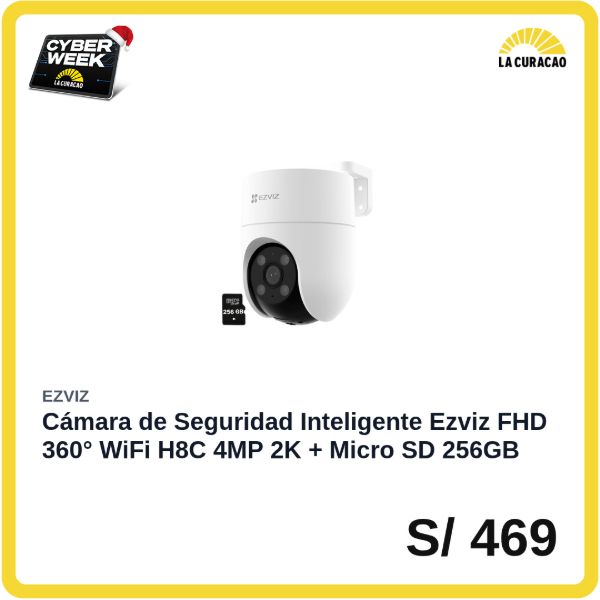 CYBER
WEEK
LA CURACAO
LA CURACAO
EZVIZ
256 GB
EZVIZ
Cámara de Seguridad Inteligente Ezviz FHD
360° WiFi H8C 4MP 2K + Micro SD 256GB
S/ 469